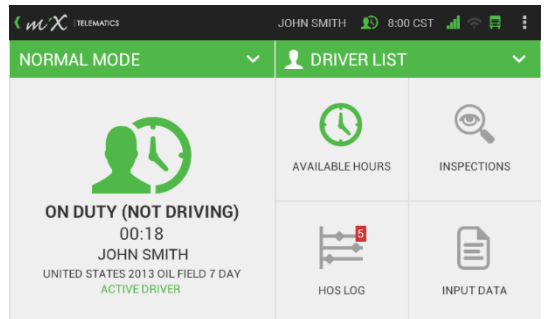 miX TELEMATICS JOHN SMITH 8:00 CST
NORMAL MODE
DRIVER LIST
ON DUTY (NOT DRIVING)
00:18
JOHN SMITH
UNITED STATES 2013 OIL FIELD 7 DAY
ACTIVE DRIVER
AVAILABLE HOURS
INSPECTIONS
5
HOS LOG
INPUT DATA